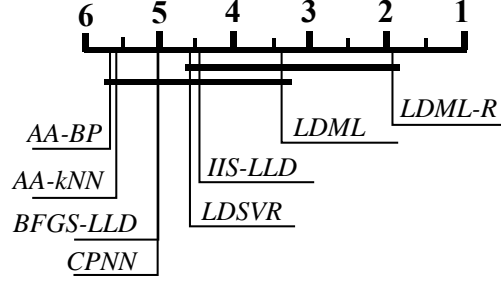 6 5 4 3 2 1
AA-BP LDML LDML-R
AA-kNN IIS-LLD
BFGS-LLD LDSVR
CPNN